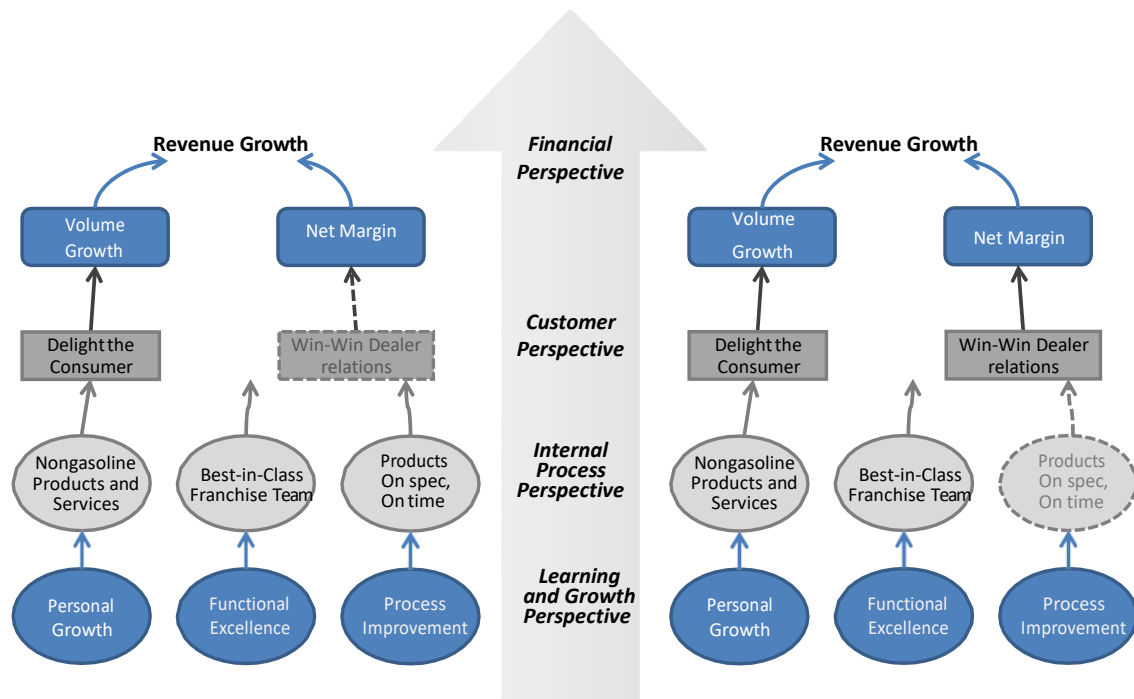 Revenue Growth
Volume
Growth
Net Margin
Delight the
Consumer
Win-Win Dealer
relations
Nongasoline
Products and
Services
Best-in-Class
Franchise Team
Products
On spec,
On time
Personal
Growth
Functional
Excellence
Process
Improvement
Financial
Perspective
Customer
Perspective
Internal
Process
Perspective
Learning
and Growth
Perspective
Revenue Growth
Volume
Growth
Net Margin
Delight the
Consumer
Win-Win Dealer
relations
Nongasoline
Products and
Services
Best-in-Class
Franchise Team
Products
On spec,
On time
Personal
Growth
Functional
Excellence
Process
Improvement